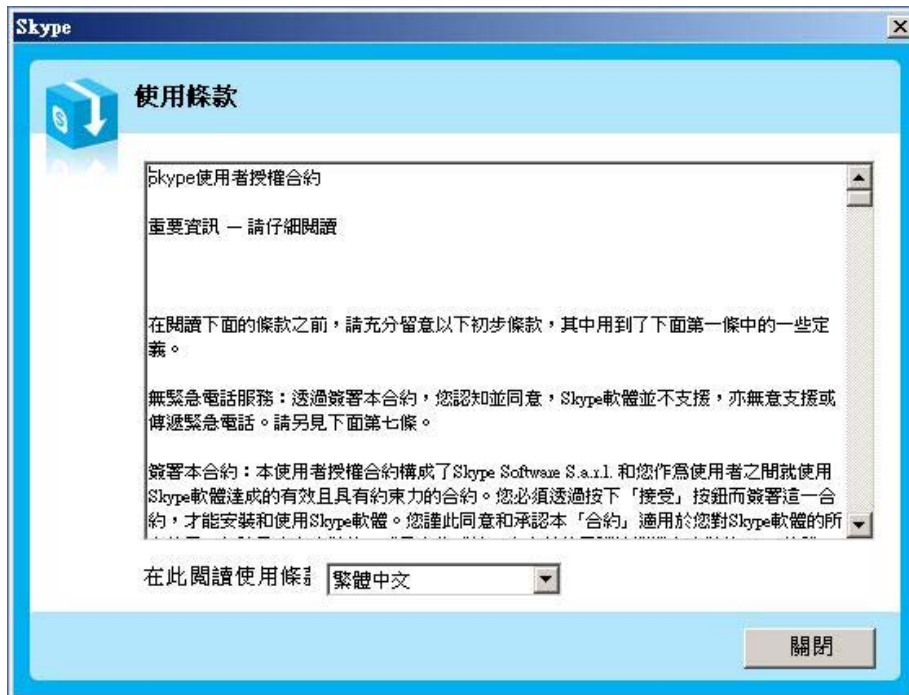 Skype
使用條款
Skype使用者授權合約
重要資訊 — 請仔細閱讀
在閱讀下面的條款之前，請充分留意以下初步條款，其中用到了下面第一條中的一些定
義。
無緊急電話服務：透過簽署本合約，您認知並同意，Skype軟體並不支援，亦無意支援或
傳遞緊急電話。請另見下面第七條。
簽署本合約：本使用者授權合約構成了Skype Software S.a.r.l. 和您作為使用者之間就使用
Skype軟體達成的有效且具有約束力的合約。您必須透過按下「接受」按鈕而簽署這一合
約，才能安裝和使用Skype軟體。您謹此同意和承認本「合約」適用於您對Skype軟體的所
在此閱讀使用條
繁體中文
關閉